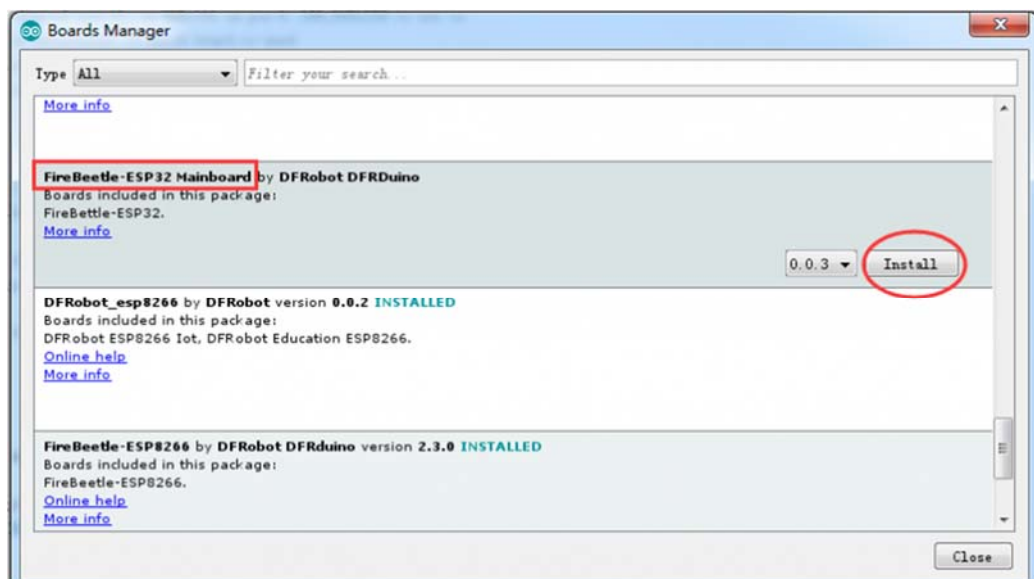 Boards Manager
Type All Filter your search...
More info
FireBeetle-ESP32 Mainboard by DFRobot DFRDuino
Boards included in this package:
FireBettle-ESP32.
More info
0.0.3 Install
DFRobot_esp8266 by DFRobot version 0.0.2 INSTALLED
Boards included in this package:
DFRobot ESP8266 Iot, DFRobot Education ESP8266.
Online help
More info
FireBeetle-ESP8266 by DFRobot DFRduino version 2.3.0 INSTALLED
Boards included in this package:
FireBeetle-ESP8266.
Online help
More info
Close